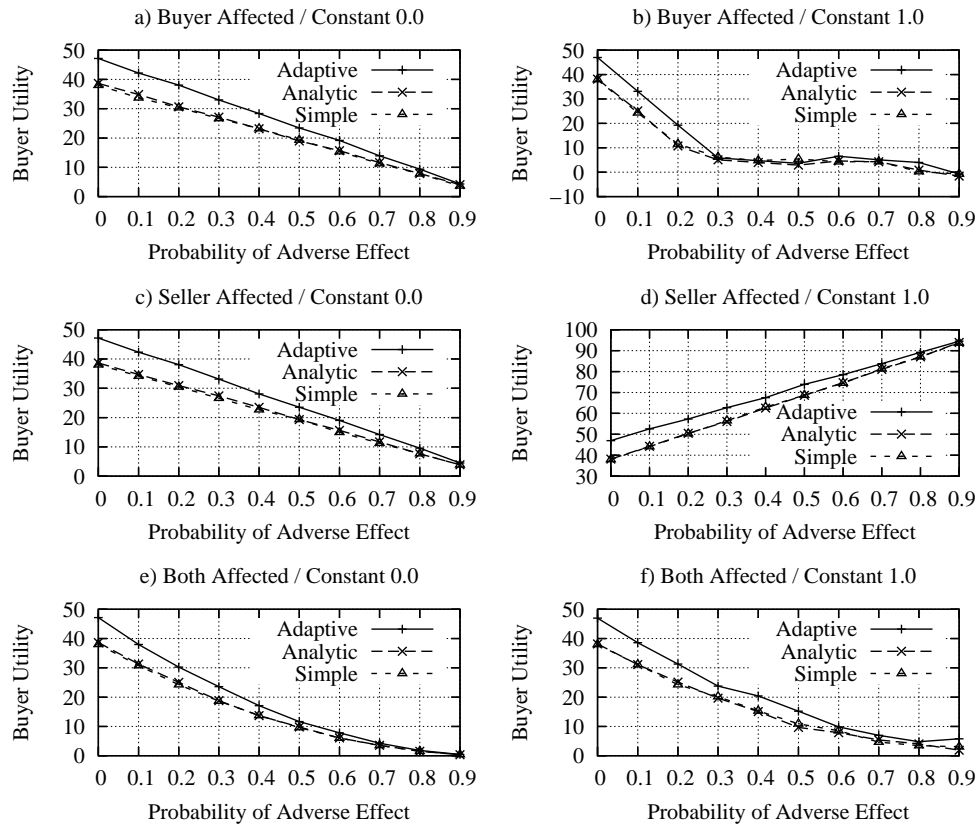 a) Buyer Affected / Constant 0.0
Buyer Utility
50
40
30
20
10
0
Adaptive
Analytic
Simple
0 0.1 0.2 0.3 0.4 0.5 0.6 0.7 0.8 0.9
Probability of Adverse Effect
b) Buyer Affected / Constant 1.0
Buyer Utility
50
40
30
20
10
0
−10
Adaptive
Analytic
Simple
0 0.1 0.2 0.3 0.4 0.5 0.6 0.7 0.8 0.9
Probability of Adverse Effect
c) Seller Affected / Constant 0.0
Buyer Utility
50
40
30
20
10
0
Adaptive
Analytic
Simple
0 0.1 0.2 0.3 0.4 0.5 0.6 0.7 0.8 0.9
Probability of Adverse Effect
d) Seller Affected / Constant 1.0
Buyer Utility
100
90
80
70
60
50
40
30
Adaptive
Analytic
Simple
0 0.1 0.2 0.3 0.4 0.5 0.6 0.7 0.8 0.9
Probability of Adverse Effect
e) Both Affected / Constant 0.0
Buyer Utility
50
40
30
20
10
0
Adaptive
Analytic
Simple
0 0.1 0.2 0.3 0.4 0.5 0.6 0.7 0.8 0.9
Probability of Adverse Effect
f) Both Affected / Constant 1.0
Buyer Utility
50
40
30
20
10
0
Adaptive
Analytic
Simple
0 0.1 0.2 0.3 0.4 0.5 0.6 0.7 0.8 0.9
Probability of Adverse Effect